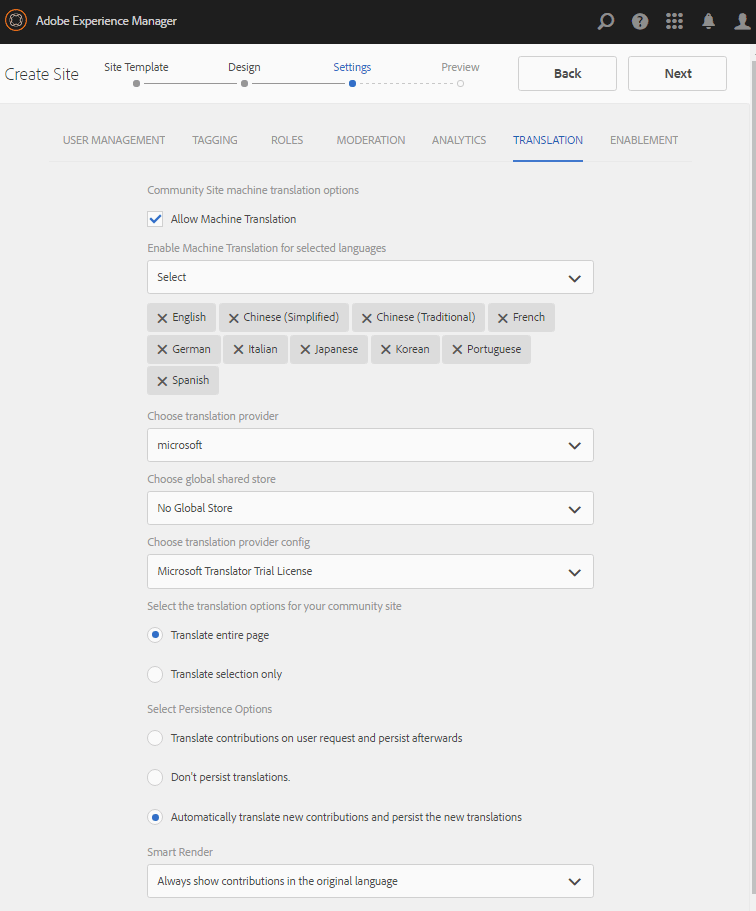 Adobe Experience Manager
Create Site
Site Template Design Settings Preview
Back Next
USER MANAGEMENT TAGGING ROLES MODERATION ANALYTICS TRANSLATION ENABLEMENT
Community Site machine translation options
Allow Machine Translation
Enable Machine Translation for selected languages
Select
English Chinese (Simplified) Chinese (Traditional) French
German Italian Japanese Korean Portuguese
Spanish
Choose translation provider
microsoft
Choose global shared store
No Global Store
Choose translation provider config
Microsoft Translator Trial License
Select the translation options for your community site
Translate entire page
Translate selection only
Select Persistence Options
Translate contributions on user request and persist afterwards
Don't persist translations.
Automatically translate new contributions and persist the new translations
Smart Render
Always show contributions in the original language